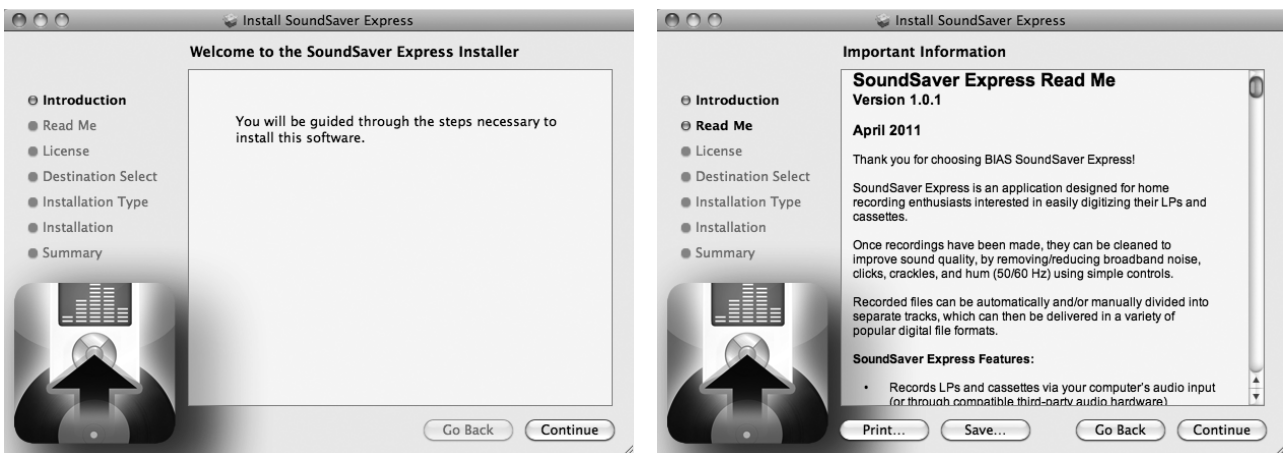 Install SoundSaver Express
Welcome to the SoundSaver Express Installer
Introduction
Read Me
License
Destination Select
Installation Type
Installation
Summary
You will be guided through the steps necessary to
install this software.
Go Back
Continue
Install SoundSaver Express
Important Information
Introduction
Read Me
License
Destination Select
Installation Type
Installation
Summary
SoundSaver Express Read Me
Version 1.0.1
April 2011
Thank you for choosing BIAS SoundSaver Express!
SoundSaver Express is an application designed for home
recording enthusiasts interested in easily digitizing their LPs and
cassettes.
Once recordings have been made, they can be cleaned to
improve sound quality, by removing/reducing broadband noise,
clicks, crackles, and hum (50/60 Hz) using simple controls.
Recorded files can be automatically and/or manually divided into
separate tracks, which can then be delivered in a variety of
popular digital file formats.
SoundSaver Express Features:
• Records LPs and cassettes via your computer's audio input
(or through compatible third-party audio hardware)
Print...
Save...
Go Back
Continue